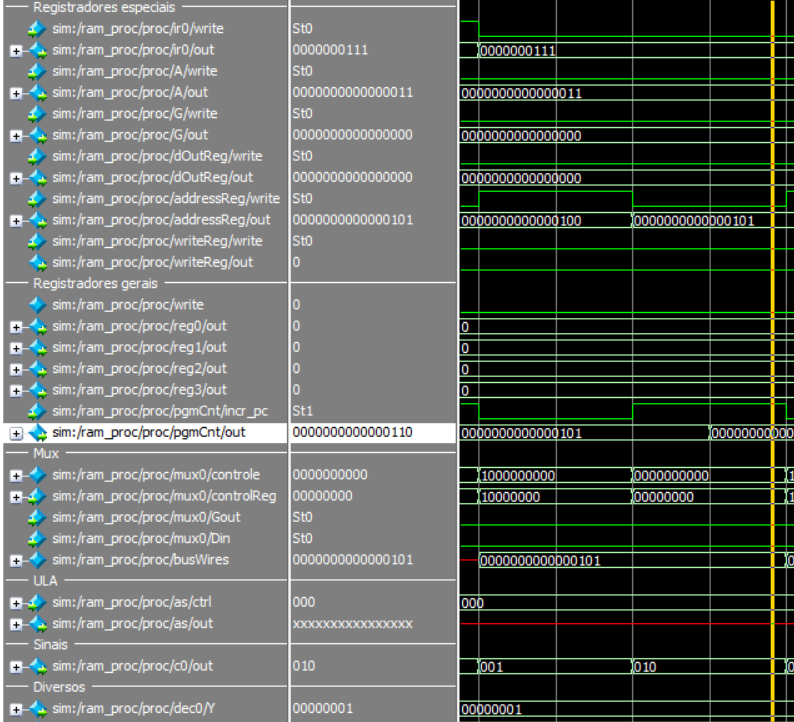 Registradores especiais
sim:/ram_proc/proc/ir0/write St0
sim:/ram_proc/proc/ir0/out 0000000111 0000000111
sim:/ram_proc/proc/A/write St0
sim:/ram_proc/proc/A/out 0000000000000011 0000000000000011
sim:/ram_proc/proc/G/write St0
sim:/ram_proc/proc/G/out 0000000000000000 0000000000000000
sim:/ram_proc/proc/dOutReg/write St0
sim:/ram_proc/proc/dOutReg/out 0000000000000000 0000000000000000
sim:/ram_proc/proc/addressReg/write St0
sim:/ram_proc/proc/addressReg/out 0000000000000101 0000000000000100 0000000000000101
sim:/ram_proc/proc/writeReg/write St0
sim:/ram_proc/proc/writeReg/out 0
Registradores gerais
sim:/ram_proc/proc/write 0
sim:/ram_proc/proc/reg0/out 0 0
sim:/ram_proc/proc/reg1/out 0 0
sim:/ram_proc/proc/reg2/out 0 0
sim:/ram_proc/proc/reg3/out 0 0
sim:/ram_proc/proc/pgmCnt/incr_pc St1
sim:/ram_proc/proc/pgmCnt/out 0000000000000110 0000000000000101 00000000000
Mux
sim:/ram_proc/proc/mux0/controle 0000000000 1000000000 0000000000 1
sim:/ram_proc/proc/mux0/controlReg 00000000 10000000 00000000 1
sim:/ram_proc/proc/mux0/Gout St0
sim:/ram_proc/proc/mux0/Din St0
sim:/ram_proc/proc/busWires 0000000000000101 0000000000000101 0
ULA
sim:/ram_proc/proc/as/ctrl 000 000
sim:/ram_proc/proc/as/out xxxxxxxxxxxxxxxx
Sinais
sim:/ram_proc/proc/c0/out 010 001 010 0
Diversos
sim:/ram_proc/proc/dec0/Y 00000001 00000001